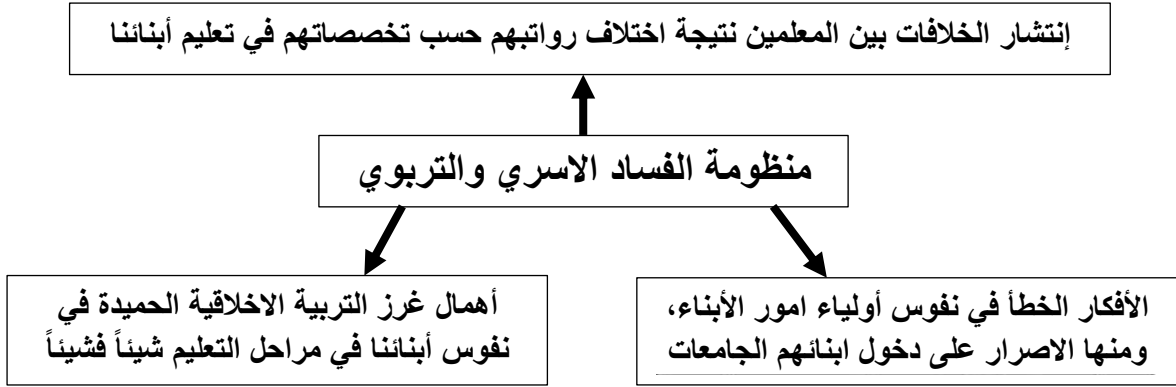 إنتشار الخلافات بين المعلمين نتيجة اختلاف رواتبهم حسب تخصصاتهم في تعليم أبنائنا
منظومة الفساد الاسري والتربوي
الأفكار الخطأ في نفوس أولياء امور الأبناء،
ومنها الاصرار على دخول ابنائهم الجامعات
أهمال غرز التربية الاخلاقية الحميدة في
نفوس أبنائنا في مراحل التعليم شيئاً فشيئاً